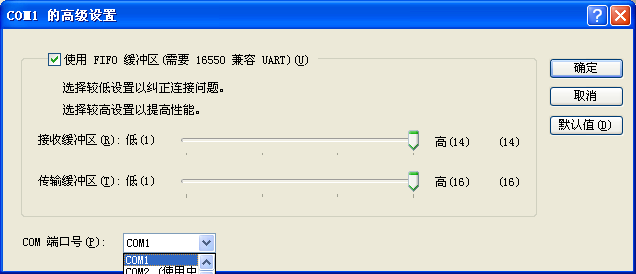 COM1 的高级设置
使用 FIFO 缓冲区(需要 16550 兼容 UART)(U)
确定
选择较低设置以纠正连接问题。
取消
选择较高设置以提高性能。
默认值(D)
接收缓冲区(R): 低(1) 高(14) (14)
传输缓冲区(T): 低(1) 高(16) (16)
COM 端口号(P): COM1
COM1
COM2 (使用中